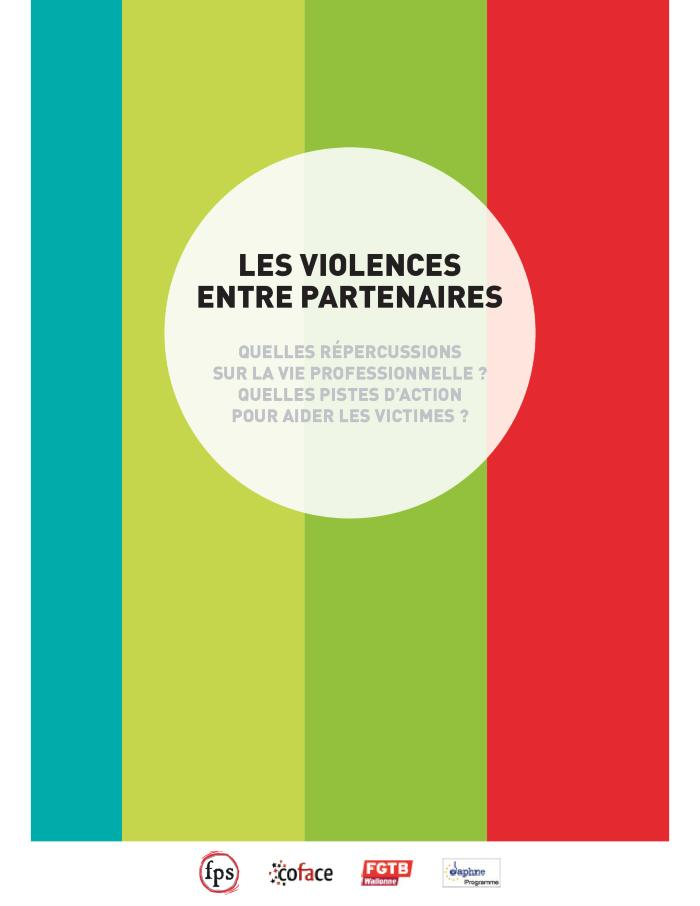 LES VIOLENCES
ENTRE PARTENAIRES
QUELLES RÉPERCUSSIONS
SUR LA VIE PROFESSIONNELLE ?
QUELLES PISTES D'ACTION
POUR AIDER LES VICTIMES ?
fps
coface
FGTB
Wallonne
daphne
Programme